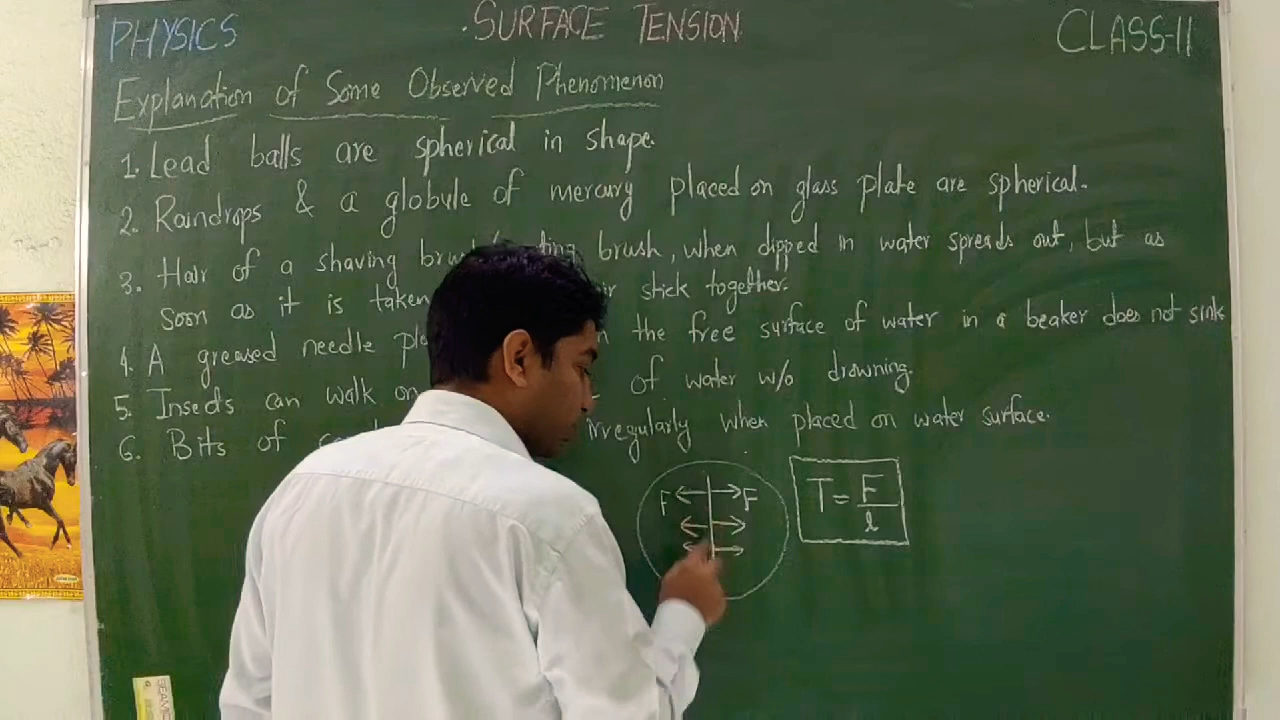 PHYSICS
SURFACE TENSION
CLASS-11
Explanation of Some Observed Phenomenon
1. Lead balls are spherical in shape.
2. Raindrops & a globule of mercury placed on glass plate are spherical.
3. Hair of a shaving brush, when dipped in water spreads out, but as
soon as it is taken stick together.
4. A greased needle the free surface of water in a beaker does not sink
5. Insects can walk on of water w/o drowning.
6. Bits of irregularly when placed on water surface.
F F
T = F/l